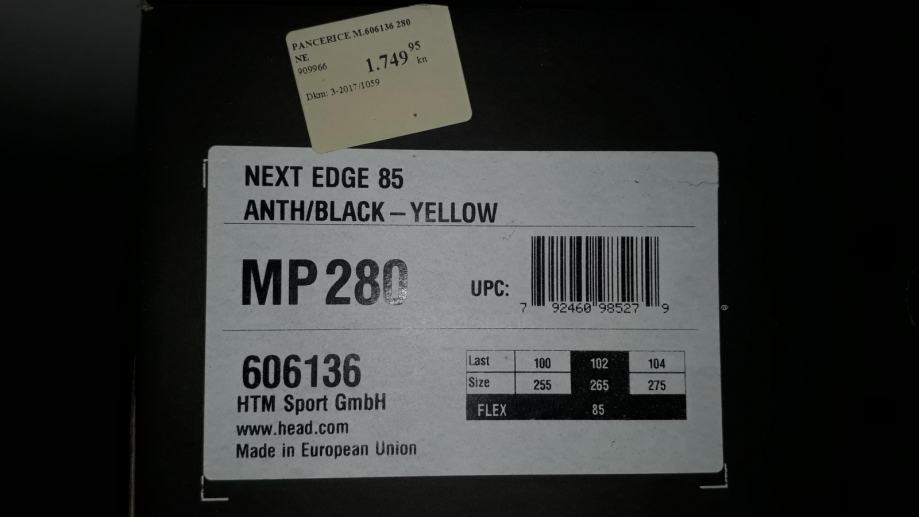 PANCERICE M.606136 280
NE
909966 1.749 95 kn
Dkm: 3-2017/1059
NEXT EDGE 85
ANTH/BLACK – YELLOW
MP 280
UPC:
7 92460 98527 9
606136
HTM Sport GmbH
www.head.com
Made in European Union
Last 100 102 104
Size 255 265 275
FLEX 85